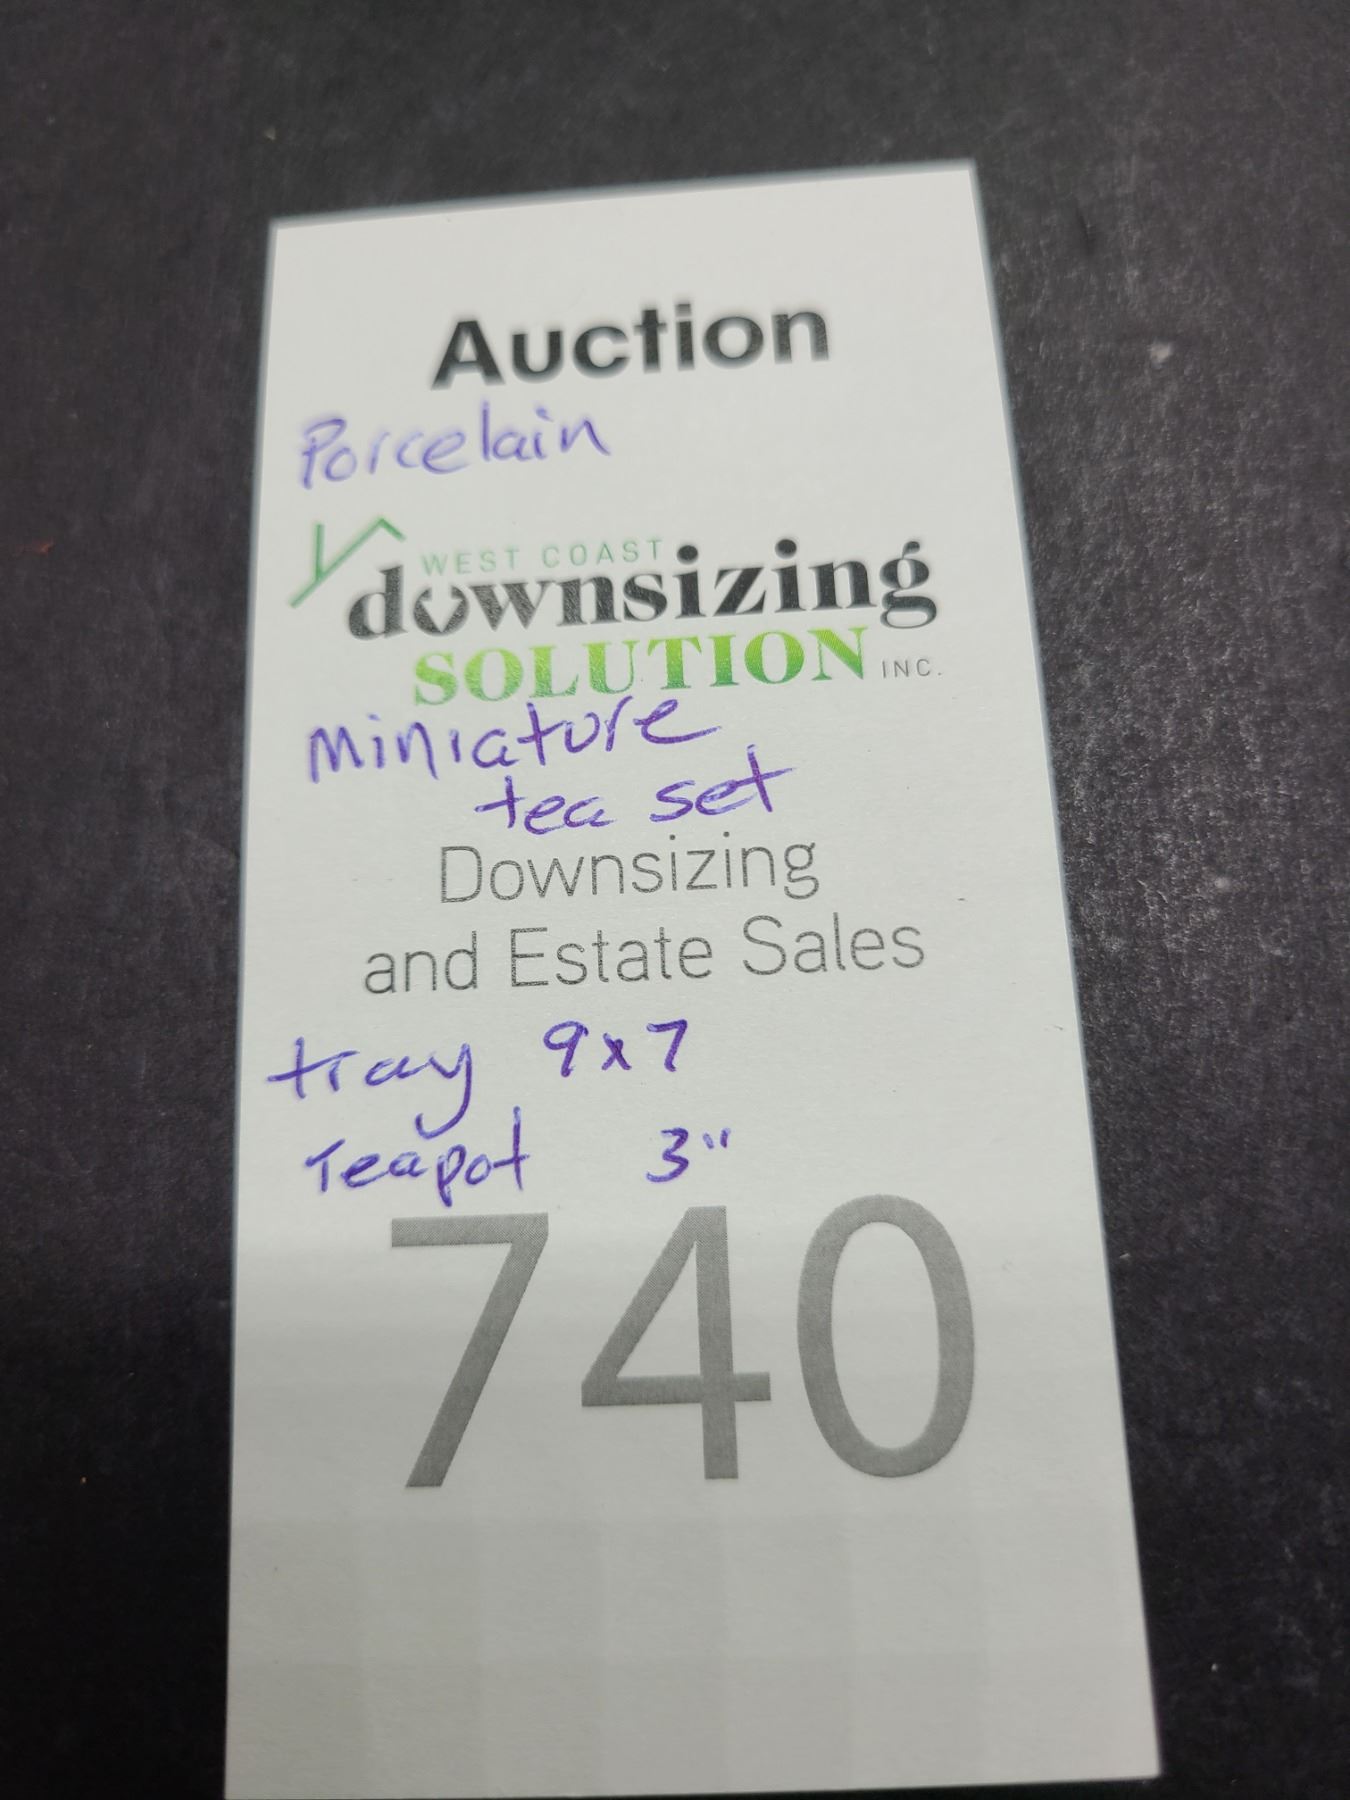 Auction
Porcelain
WEST COAST
downsizing
SOLUTION INC.
Miniature
tea set
Downsizing
and Estate Sales
tray 9x7
Teapot 3"
740